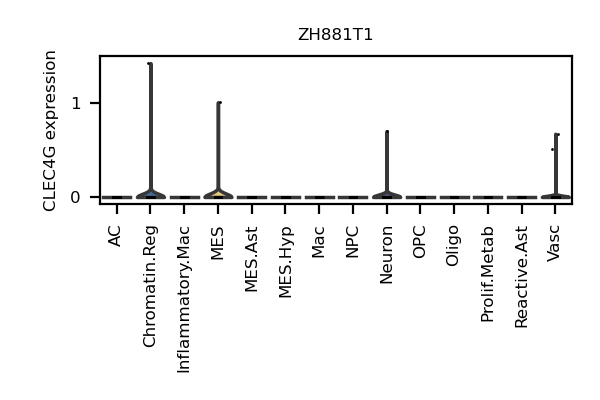 ZH881T1
CLEC4G expression
1
0
AC
Chromatin.Reg
Inflammatory.Mac
MES
MES.Ast
MES.Hyp
Mac
NPC
Neuron
OPC
Oligo
Prolif.Metab
Reactive.Ast
Vasc